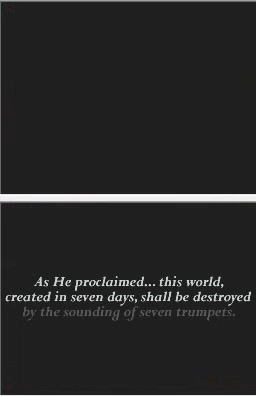 As He proclaimed... this world,
created in seven days, shall be destroyed
by the sounding of seven trumpets.